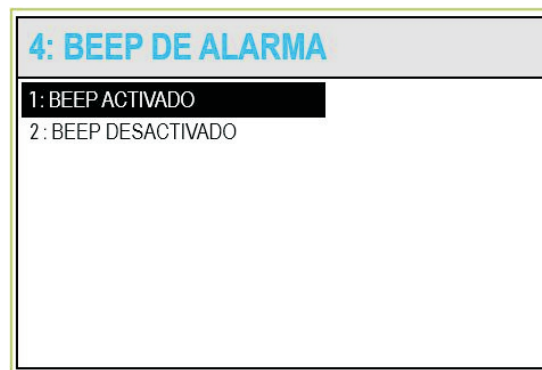 4: BEEP DE ALARMA
1: BEEP ACTIVADO
2 : BEEP DESACTIVADO